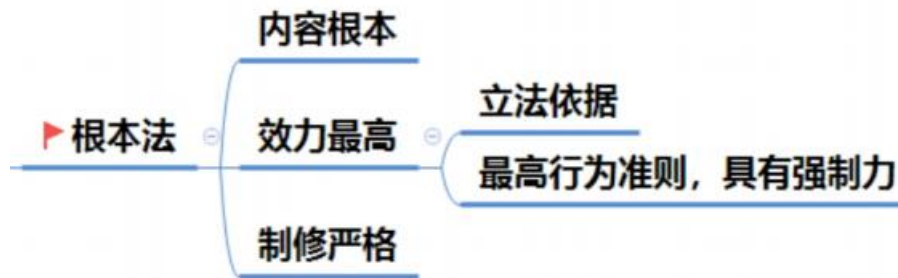 内容根本
根本法
效力最高
立法依据
最高行为准则，具有强制力
制修严格